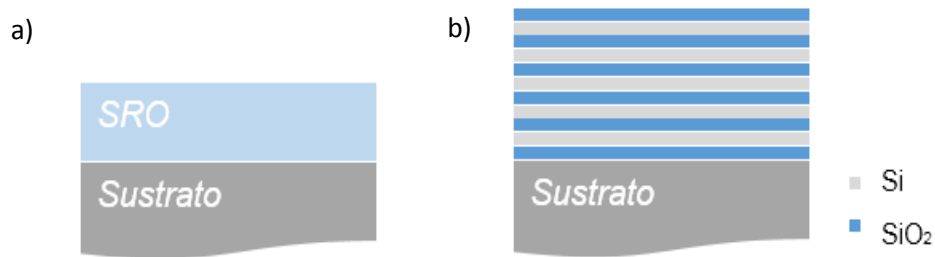 a)
b)
SRO
Sustrato
Sustrato
Si
SiO₂